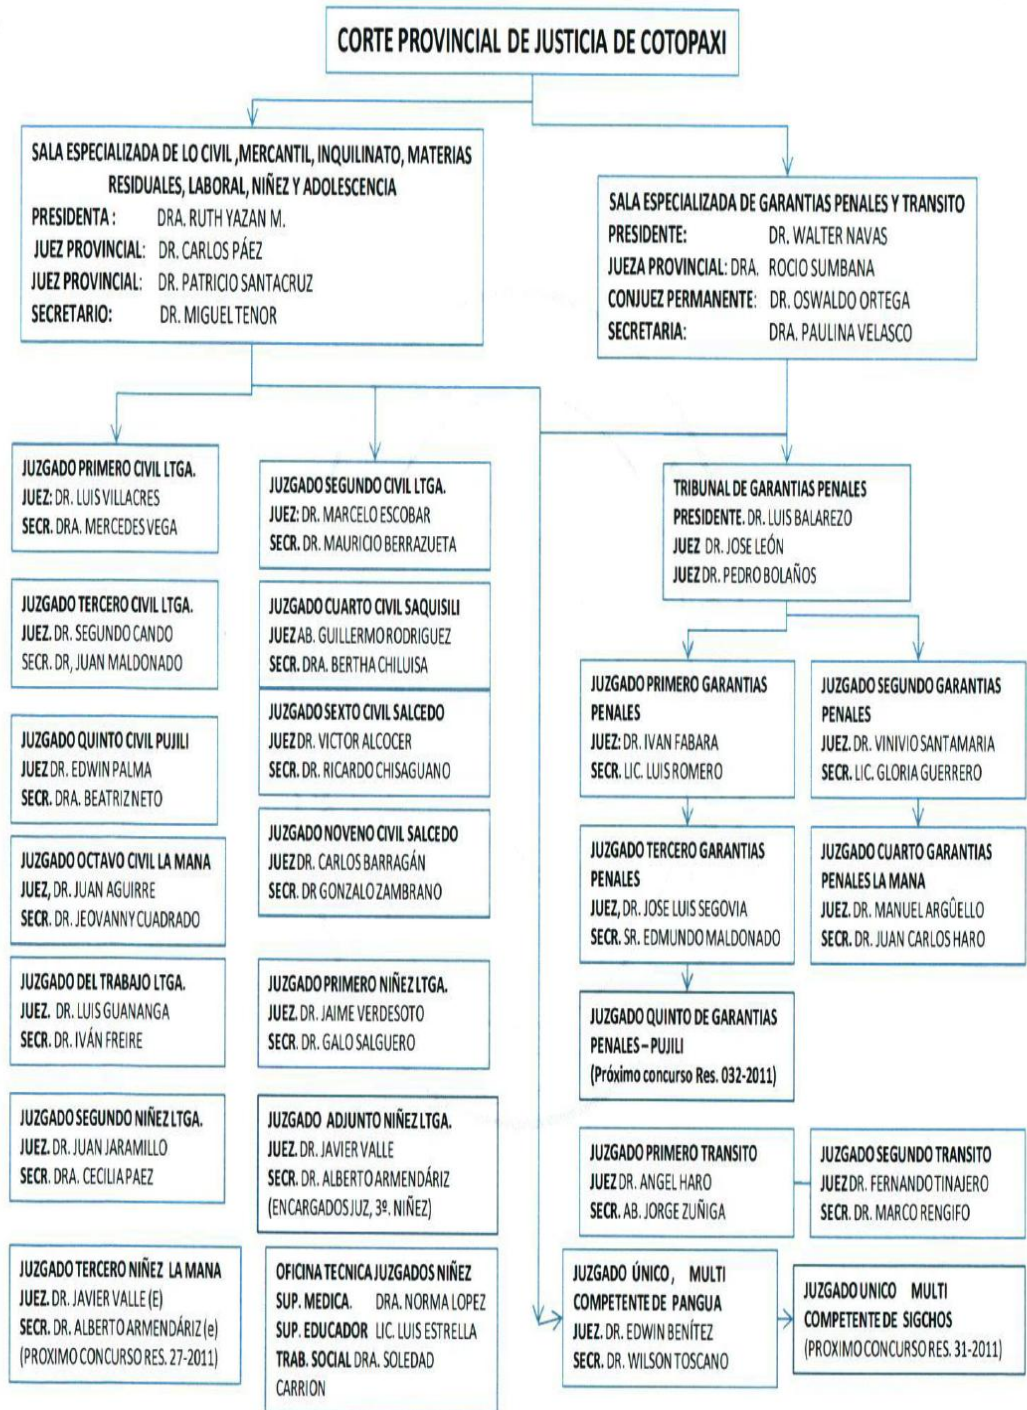 CORTE PROVINCIAL DE JUSTICIA DE COTOPAXI
SALA ESPECIALIZADA DE LO CIVIL ,MERCANTIL, INQUILINATO, MATERIAS
RESIDUALES, LABORAL, NIÑEZ Y ADOLESCENCIA
PRESIDENTA : DRA. RUTH YAZAN M.
JUEZ PROVINCIAL: DR. CARLOS PÁEZ
JUEZ PROVINCIAL: DR. PATRICIO SANTACRUZ
SECRETARIO: DR. MIGUEL TENOR
SALA ESPECIALIZADA DE GARANTIAS PENALES Y TRANSITO
PRESIDENTE: DR. WALTER NAVAS
JUEZA PROVINCIAL: DRA. ROCIO SUMBANA
CONJUEZ PERMANENTE: DR. OSWALDO ORTEGA
SECRETARIA: DRA. PAULINA VELASCO
JUZGADO PRIMERO CIVIL LTGA.
JUEZ: DR. LUIS VILLACRES
SECR. DRA. MERCEDES VEGA
JUZGADO TERCERO CIVIL LTGA.
JUEZ. DR. SEGUNDO CANDO
SECR. DR, JUAN MALDONADO
JUZGADO QUINTO CIVIL PUJILI
JUEZ DR. EDWIN PALMA
SECR. DRA. BEATRIZ NETO
JUZGADO OCTAVO CIVIL LA MANA
JUEZ, DR. JUAN AGUIRRE
SECR. DR. JEOVANNY CUADRADO
JUZGADO DEL TRABAJO LTGA.
JUEZ. DR. LUIS GUANANGA
SECR. DR. IVÁN FREIRE
JUZGADO SEGUNDO NIÑEZ LTGA.
JUEZ. DR. JUAN JARAMILLO
SECR. DRA. CECILIA PAEZ
JUZGADO TERCERO NIÑEZ LA MANA
JUEZ. DR. JAVIER VALLE (E)
SECR. DR. ALBERTO ARMENDÁRIZ (e)
(PROXIMO CONCURSO RES. 27-2011)
JUZGADO SEGUNDO CIVIL LTGA.
JUEZ: DR. MARCELO ESCOBAR
SECR. DR. MAURICIO BERRAZUETA
JUZGADO CUARTO CIVIL SAQUISILI
JUEZ AB. GUILLERMO RODRIGUEZ
SECR. DRA. BERTHA CHILUISA
JUZGADO SEXTO CIVIL SALCEDO
JUEZ DR. VICTOR ALCOCER
SECR. DR. RICARDO CHISAGUANO
JUZGADO NOVENO CIVIL SALCEDO
JUEZ DR. CARLOS BARRAGÁN
SECR. DR GONZALO ZAMBRANO
JUZGADO PRIMERO NIÑEZ LTGA.
JUEZ. DR. JAIME VERDESOTO
SECR. DR. GALO SALGUERO
JUZGADO ADJUNTO NIÑEZ LTGA.
JUEZ. DR. JAVIER VALLE
SECR. DR. ALBERTO ARMENDÁRIZ
(ENCARGADOS JUZ, 3º. NIÑEZ)
OFICINA TECNICA JUZGADOS NIÑEZ
SUP. MEDICA. DRA. NORMA LOPEZ
SUP. EDUCADOR LIC. LUIS ESTRELLA
TRAB. SOCIAL DRA. SOLEDAD
CARRION
TRIBUNAL DE GARANTIAS PENALES
PRESIDENTE. DR. LUIS BALAREZO
JUEZ DR. JOSE LEÓN
JUEZ DR. PEDRO BOLAÑOS
JUZGADO PRIMERO GARANTIAS
PENALES
JUEZ: DR. IVAN FABARA
SECR. LIC. LUIS ROMERO
JUZGADO SEGUNDO GARANTIAS
PENALES
JUEZ. DR. VINIVIO SANTAMARIA
SECR. LIC. GLORIA GUERRERO
JUZGADO TERCERO GARANTIAS
PENALES
JUEZ, DR. JOSE LUIS SEGOVIA
SECR. SR. EDMUNDO MALDONADO
JUZGADO CUARTO GARANTIAS
PENALES LA MANA
JUEZ. DR. MANUEL ARGÜELLO
SECR. DR. JUAN CARLOS HARO
JUZGADO QUINTO DE GARANTIAS
PENALES – PUJILI
(Próximo concurso Res. 032-2011)
JUZGADO PRIMERO TRANSITO
JUEZ DR. ANGEL HARO
SECR. AB. JORGE ZUÑIGA
JUZGADO SEGUNDO TRANSITO
JUEZ DR. FERNANDO TINAJERO
SECR. DR. MARCO RENGIFO
JUZGADO ÚNICO, MULTI
COMPETENTE DE PANGUA
JUEZ. DR. EDWIN BENÍTEZ
SECR. DR. WILSON TOSCANO
JUZGADO UNICO MULTI
COMPETENTE DE SIGCHOS
(PROXIMO CONCURSO RES. 31-2011)